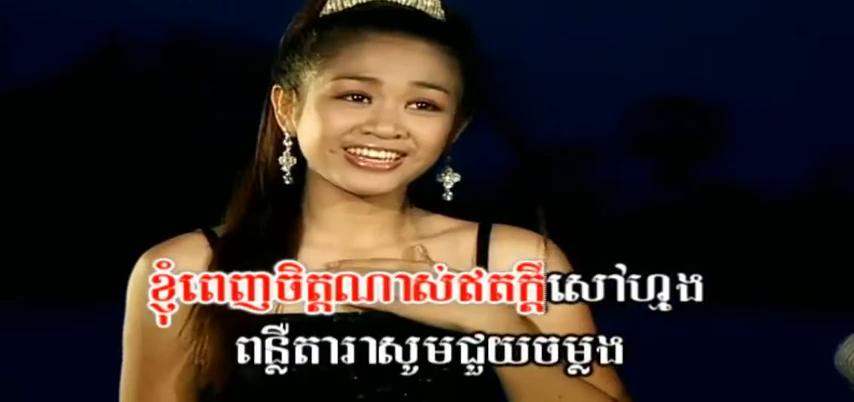 ខ្ញុំពេញចិត្តណាស់ឥតក្ដីសៅហ្មង
ពន្លឺតារាសូមជួយចម្លង